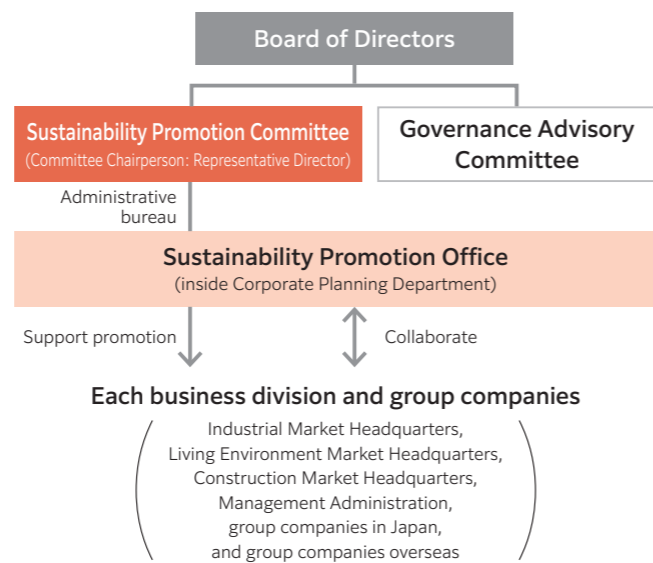 Board of Directors
Sustainability Promotion Committee
(Committee Chairperson: Representative Director)
Governance Advisory
Committee
Administrative
bureau
Sustainability Promotion Office
(inside Corporate Planning Department)
Support promotion
Collaborate
Each business division and group companies
Industrial Market Headquarters,
Living Environment Market Headquarters,
Construction Market Headquarters,
Management Administration,
group companies in Japan,
and group companies overseas